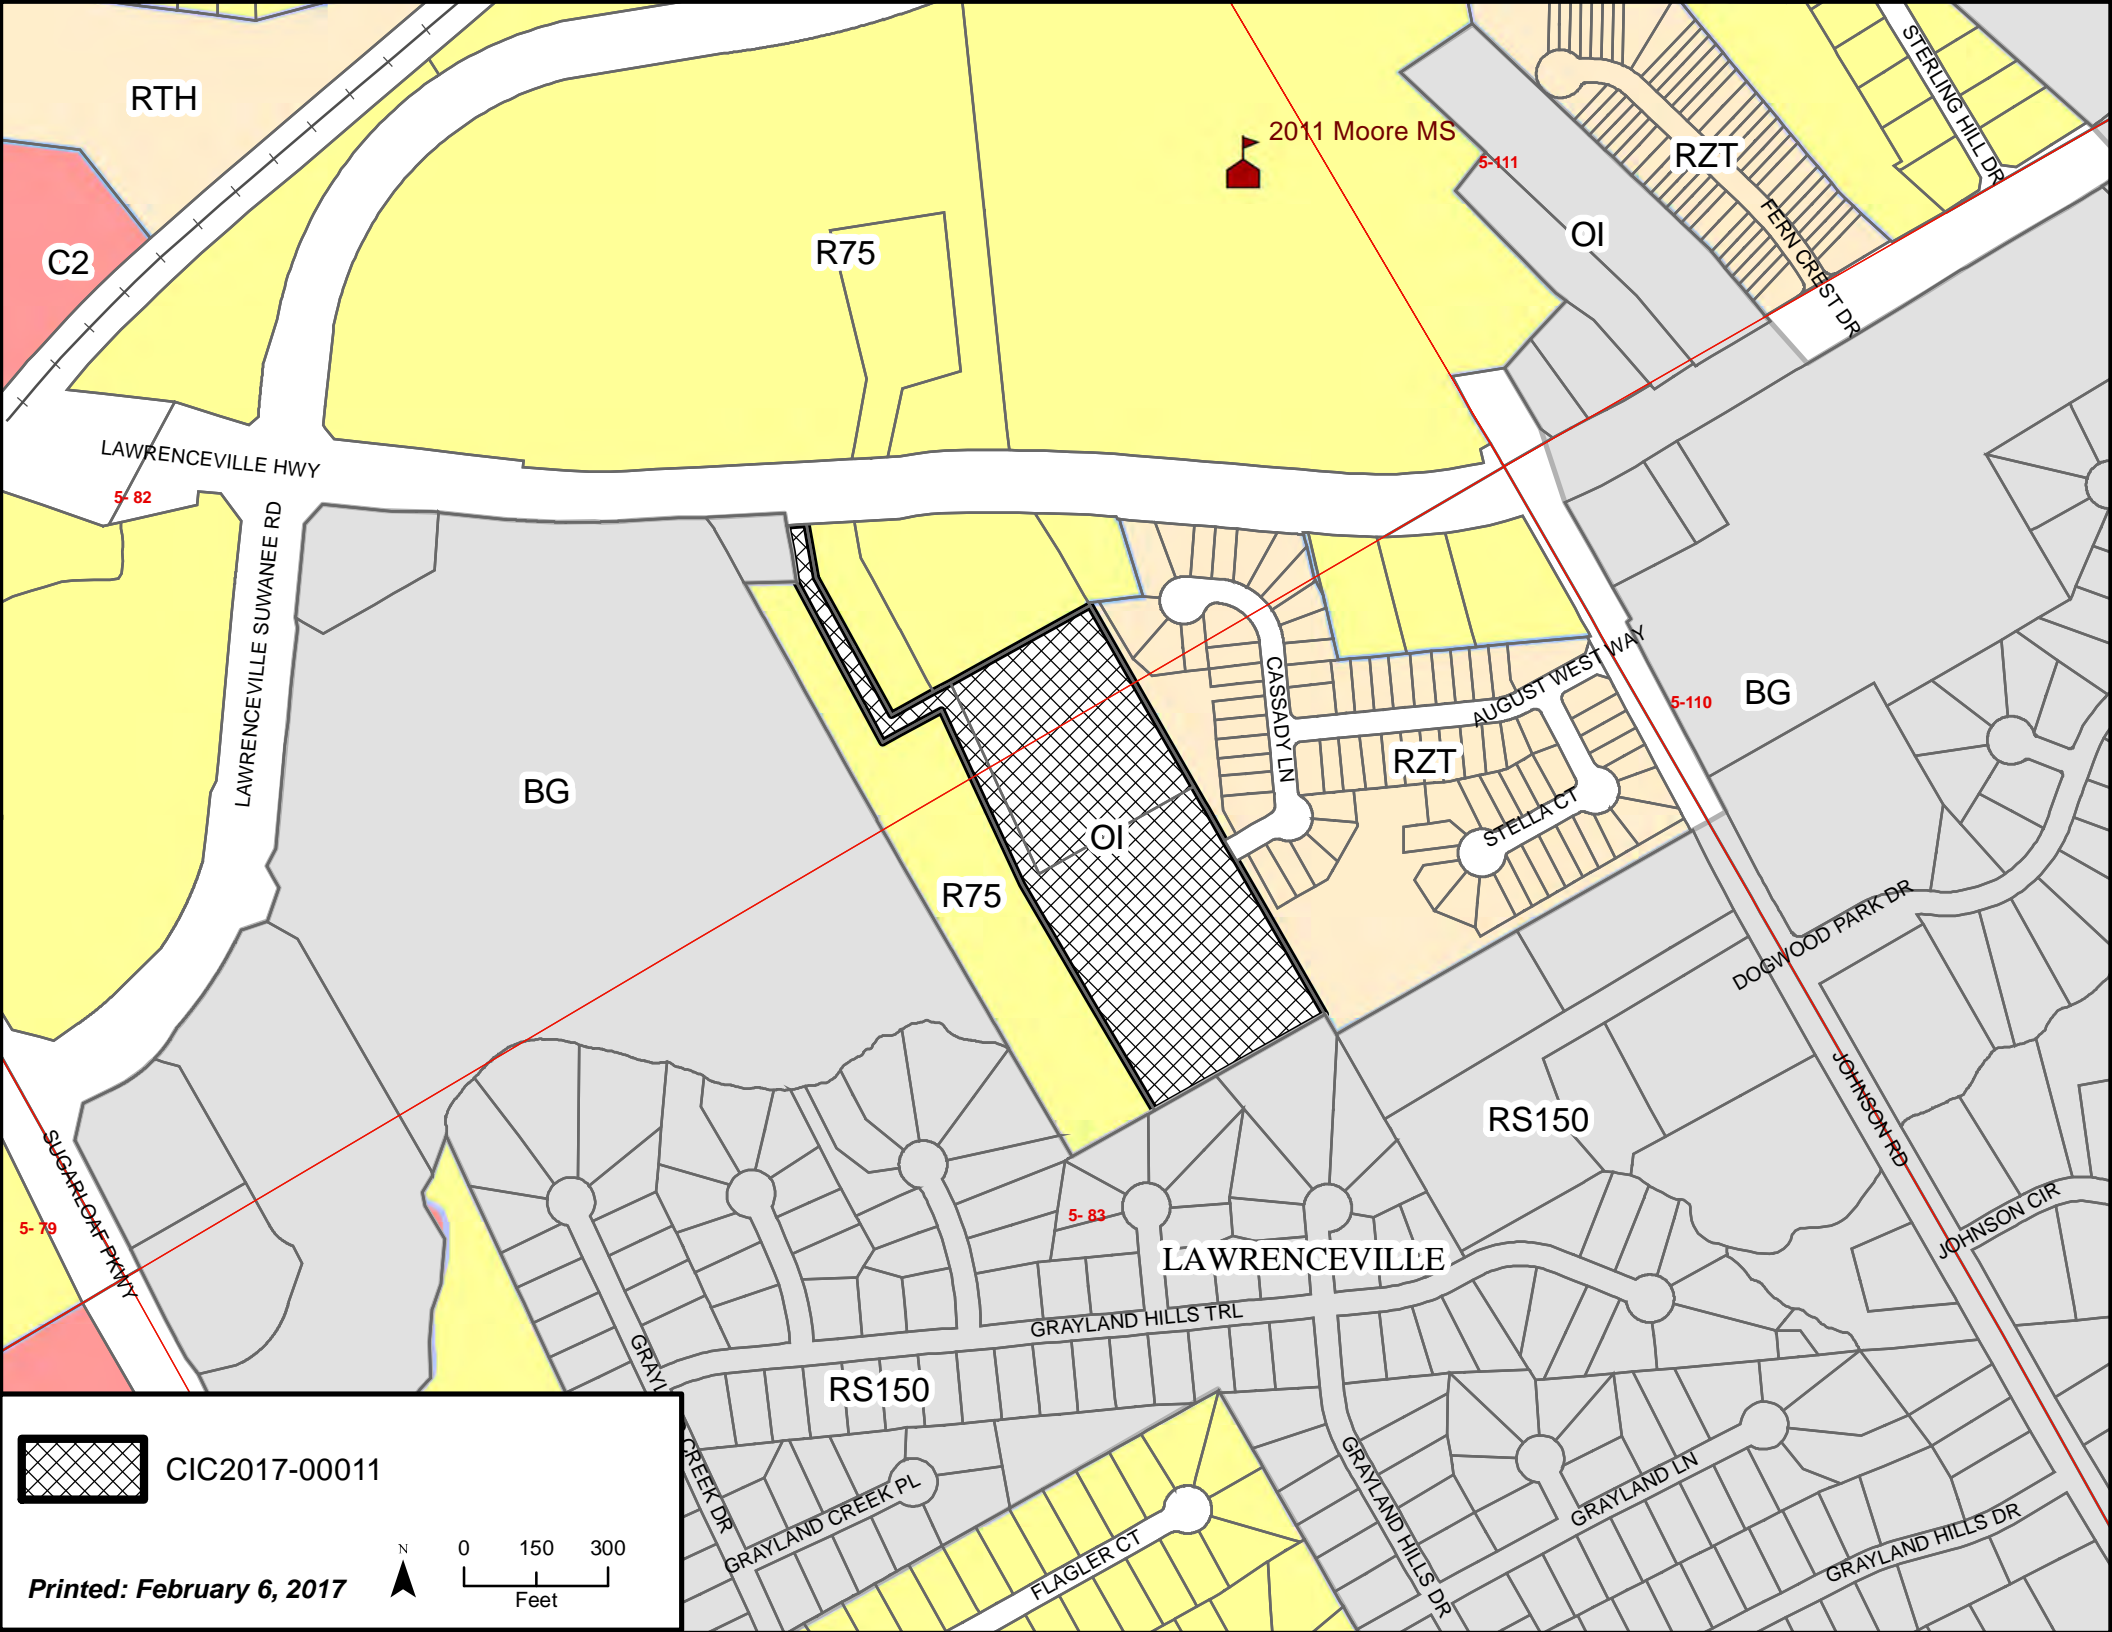 RTH
C2
R75
2011 Moore MS
5-111
RZT
OI
STERLING HILL DR
FERN CREST DR
LAWRENCEVILLE HWY
5- 82
LAWRENCEVILLE SUWANEE RD
BG
R75
OI
CASSADY LN
AUGUST WEST WAY
RZT
STELLA CT
5-110
BG
DOGWOOD PARK DR
JOHNSON RD
JOHNSON CIR
RS150
SUGARLOAF PKWY
5- 79
5- 83
LAWRENCEVILLE
GRAYLAND HILLS TRL
RS150
GRAYL
CREEK DR
GRAYLAND CREEK PL
FLAGLER CT
GRAYLAND HILLS DR
GRAYLAND LN
GRAYLAND HILLS DR
CIC2017-00011
N
0 150 300
Feet
Printed: February 6, 2017